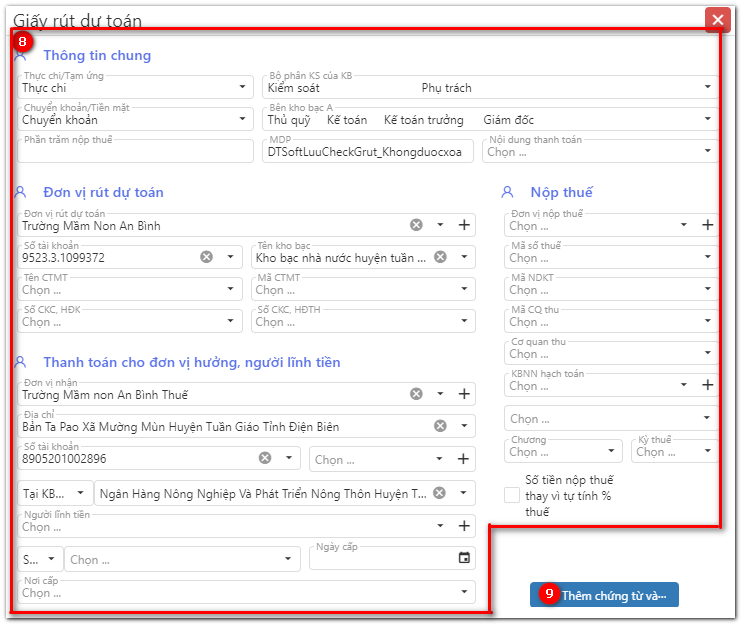 Giấy rút dự toán
8
Thông tin chung
Thực chi/Tạm ứng
Thực chi
Bộ phân KS của KB
Kiểm soát Phụ trách
Chuyển khoản/Tiền mặt
Chuyển khoản
Bên kho bạc A
Thủ quỹ Kế toán Kế toán trưởng Giám đốc
Phần trăm nộp thuế
MDP
DTSoftLuuCheckGrut_Khongduocxoa
Nội dung thanh toán
Chọn ...
Đơn vị rút dự toán
Đơn vị rút dự toán
Trường Mầm Non An Bình
Số tài khoản
9523.3.1099372
Tên kho bạc
Kho bạc nhà nước huyện tuần ...
Tên CTMT
Chọn ...
Mã CTMT
Chọn ...
Số CKC, HĐK
Chọn ...
Số CKC, HĐTH
Chọn ...
Nộp thuế
Đơn vị nộp thuế
Chọn ...
Mã số thuế
Chọn ...
Mã NDKT
Chọn ...
Mã CQ thu
Chọn ...
Cơ quan thu
Chọn ...
KBNN hạch toán
Chọn ...
Chọn ...
Chương
Chọn ...
Kỳ thuế
Chọn ...
Số tiền nộp thuế
thay vì tự tính %
thuế
Thanh toán cho đơn vị hưởng, người lĩnh tiền
Đơn vị nhận
Trường Mầm non An Bình Thuế
Địa chỉ
Bản Ta Pao Xã Mường Mùn Huyện Tuần Giáo Tỉnh Điện Biên
Số tài khoản
8905201002896
Chọn ...
Tại KB...
Ngân Hàng Nông Nghiệp Và Phát Triển Nông Thôn Huyện T...
Người lĩnh tiền
Chọn ...
S...
Chọn ...
Ngày cấp
Nơi cấp
Chọn ...
9
Thêm chứng từ và...